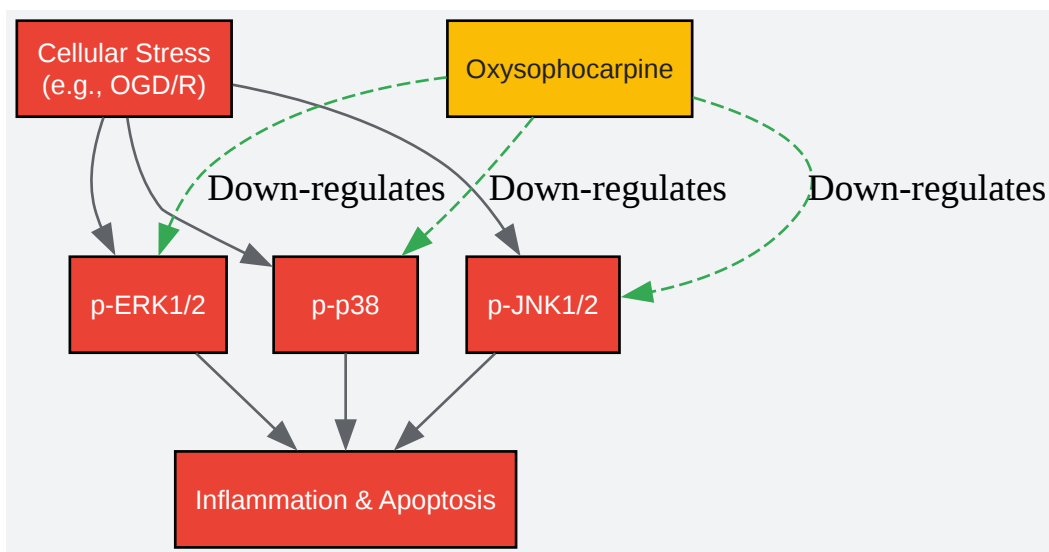 Cellular Stress
(e.g., OGD/R)
Oxysophocarpine
Down-regulates
Down-regulates
Down-regulates
p-ERK1/2
p-p38
p-JNK1/2
Inflammation & Apoptosis